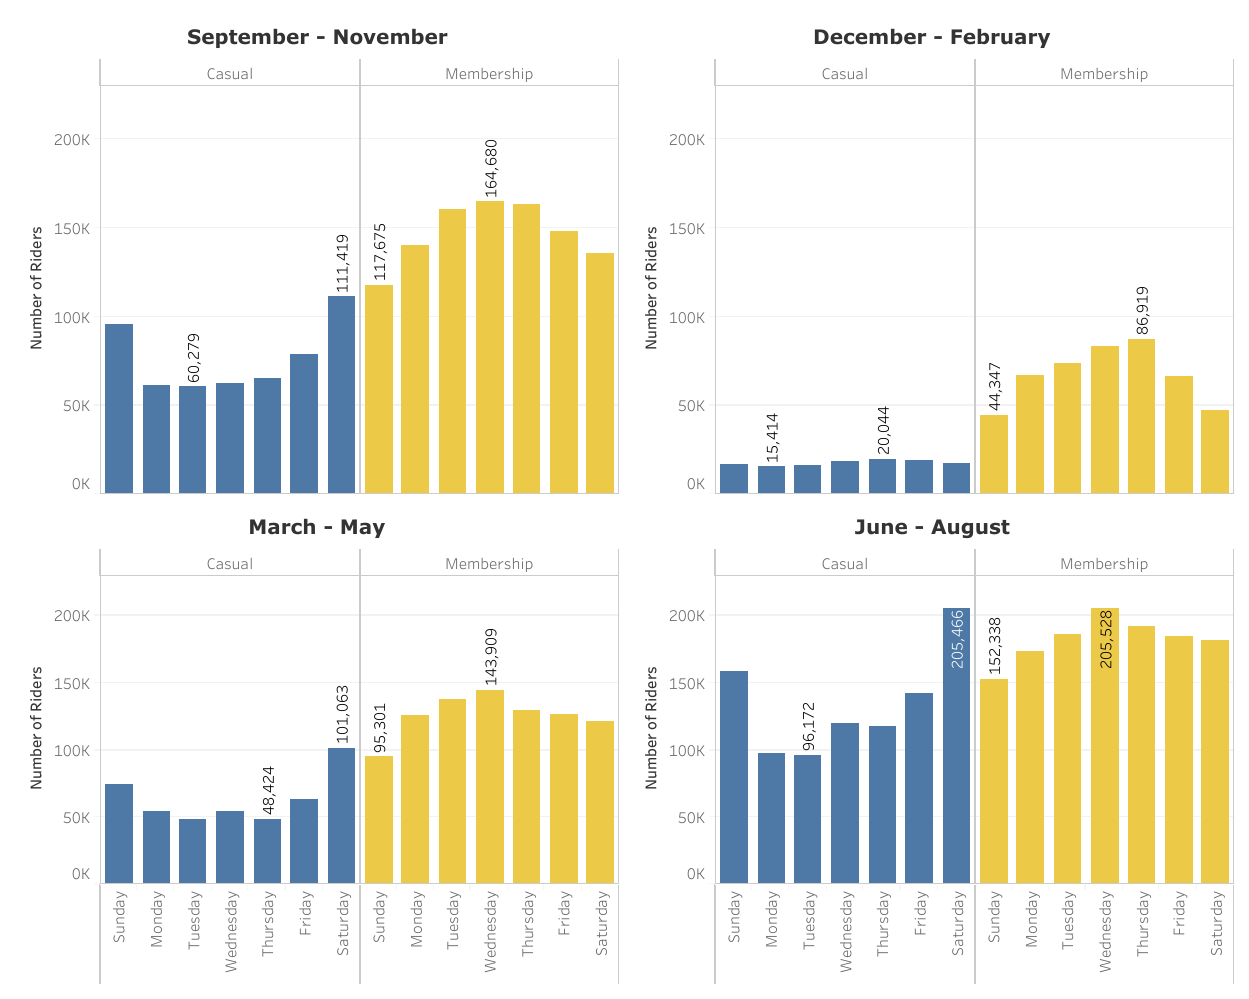 September - November
Casual
Membership
Number of Riders
200K
150K
100K
50K
0K
60,279
111,419
117,675
164,680
December - February
Casual
Membership
Number of Riders
200K
150K
100K
50K
0K
15,414
20,044
44,347
86,919
March - May
Casual
Membership
Number of Riders
200K
150K
100K
50K
0K
48,424
101,063
95,301
143,909
Sunday
Monday
Tuesday
Wednesday
Thursday
Friday
Saturday
Sunday
Monday
Tuesday
Wednesday
Thursday
Friday
Saturday
June - August
Casual
Membership
Number of Riders
200K
150K
100K
50K
0K
96,172
205,466
152,338
205,528
Sunday
Monday
Tuesday
Wednesday
Thursday
Friday
Saturday
Sunday
Monday
Tuesday
Wednesday
Thursday
Friday
Saturday